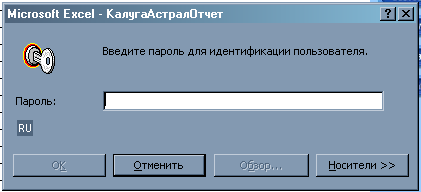 Microsoft Excel - КалугаАстралОтчет
Введите пароль для идентификации пользователя.
Пароль:
RU
OK
Отменить
Обзор...
Носители >>